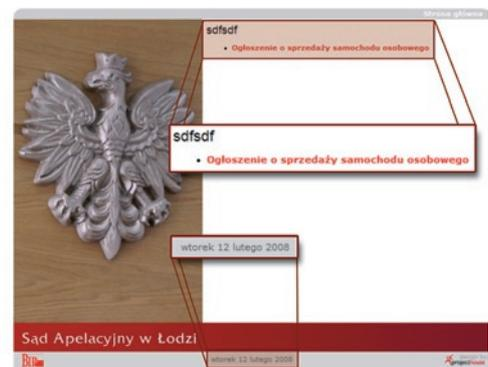 Strona główna
sdfsdf
• Ogłoszenie o sprzedaży samochodu osobowego
sdfsdf
• Ogłoszenie o sprzedaży samochodu osobowego
wtorek 12 lutego 2008
Sąd Apelacyjny w Łodzi
wtorek 12 lutego 2008
projecthouse